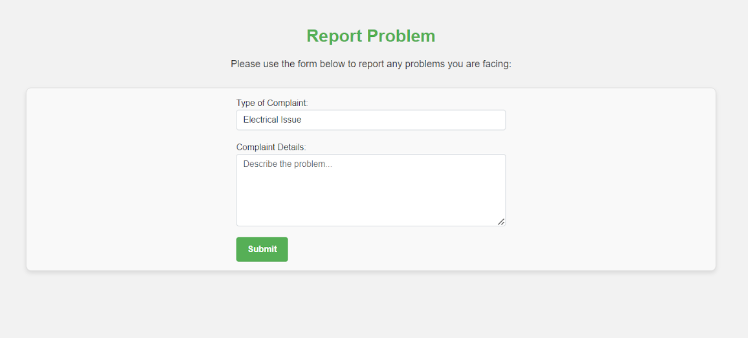 Report Problem
Please use the form below to report any problems you are facing:
Type of Complaint:
Electrical Issue
Complaint Details:
Describe the problem...
Submit